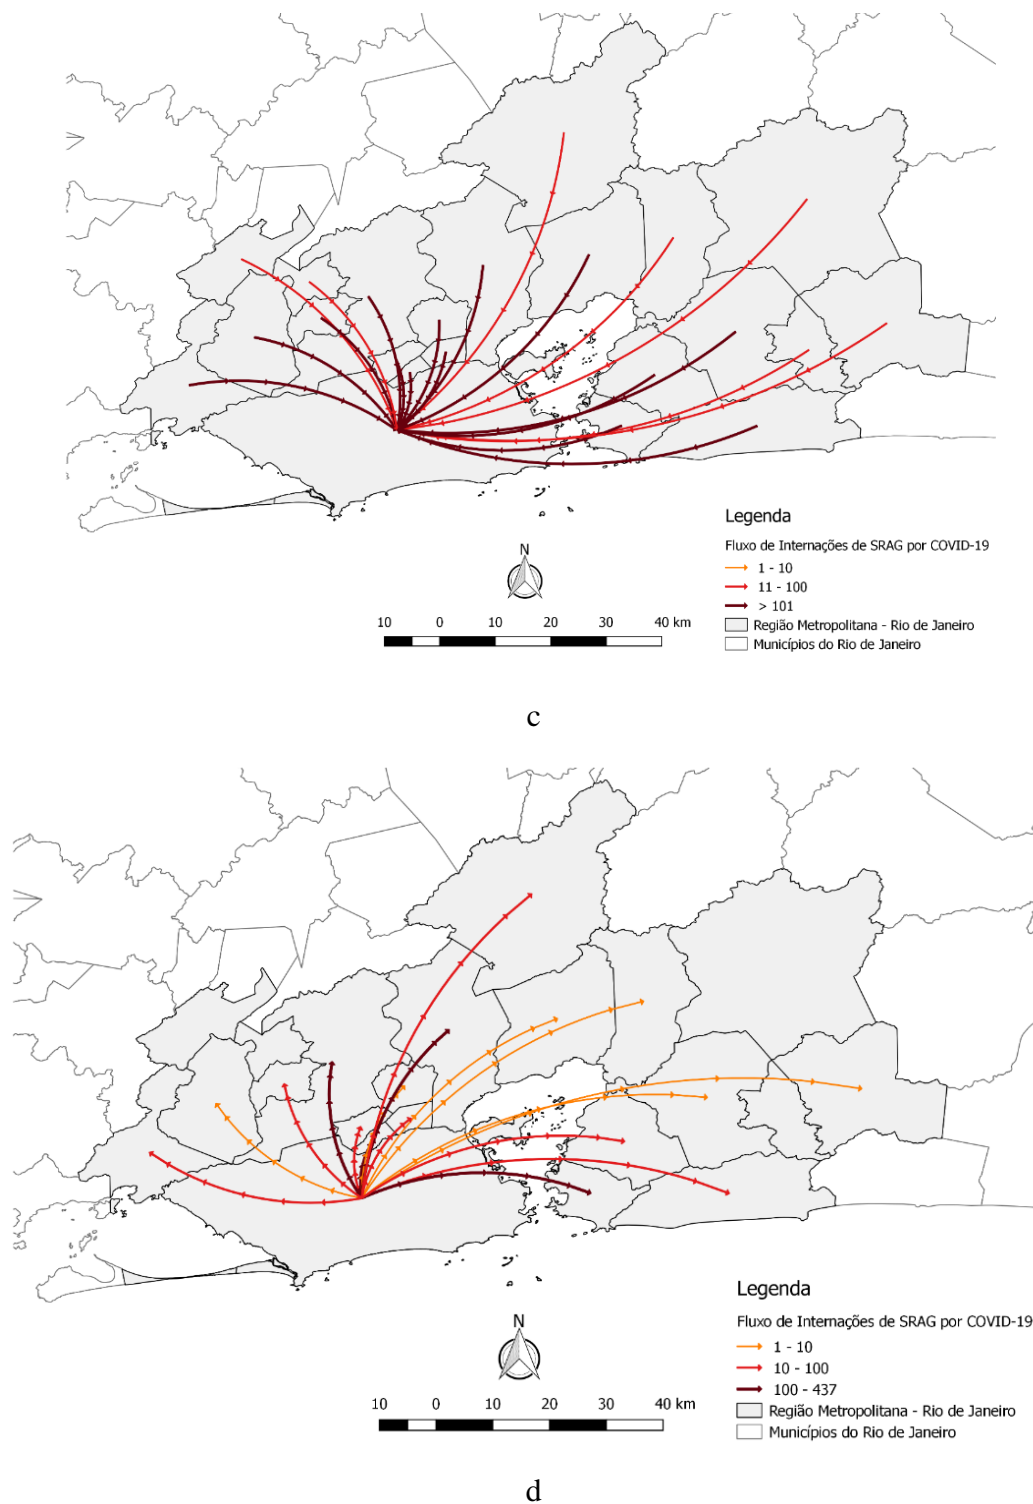 Legenda
Fluxo de Internações de SRAG por COVID-19
1 - 10
11 - 100
> 101
Região Metropolitana - Rio de Janeiro
Municípios do Rio de Janeiro
N
10 0 10 20 30 40 km
c
Legenda
Fluxo de Internações de SRAG por COVID-19
1 - 10
10 - 100
100 - 437
Região Metropolitana - Rio de Janeiro
Municípios do Rio de Janeiro
N
10 0 10 20 30 40 km
d